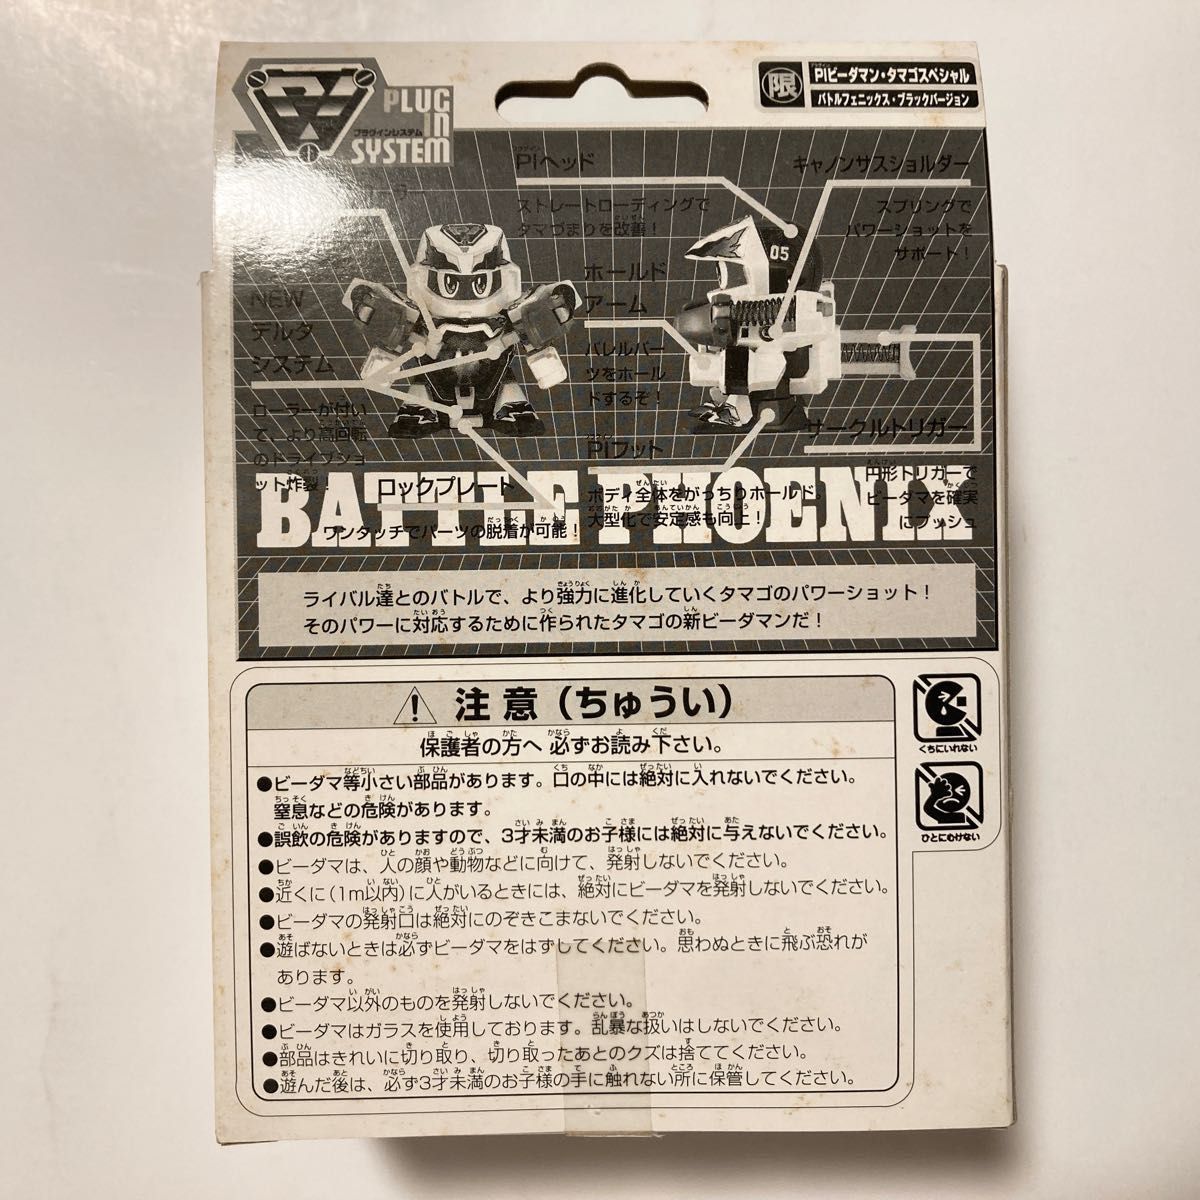 PI
PLUG
IN
プラグインシステム
SYSTEM
限
プラグイン
PIビーダマン・タマゴスペシャル
バトルフェニックス・ブラックバージョン
プラグイン
PIヘッド
ストレートローディングで
タマづまりを改善!
キャノンサスショルダー
スプリングで
パワーショットを
サポート!
05
NEW
デルタ
システム
ローラーが付い
て、より高回転
のドライブショ
ット炸裂!
ホールド
アーム
バレルパー
ツをホール
ドするぞ!
PIフット
ボディ全体をがっちりホールド。
大型化で安定感も向上!
サークルトリガー
円形トリガーで
ビーダマを確実
にプッシュ
ロックプレート
ワンタッチでパーツの脱着が可能!
BATTLE PHOENIX
ライバル達とのバトルで、より強力に進化していくタマゴのパワーショット!
そのパワーに対応するために作られたタマゴの新ビーダマンだ!
注意(ちゅうい)
保護者の方へ 必ずお読み下さい。
●ビーダマ等小さい部品があります。口の中には絶対に入れないでください。
窒息などの危険があります。
●誤飲の危険がありますので、3才未満のお子様には絶対に与えないでください。
●ビーダマは、人の顔や動物などに向けて、発射しないでください。
●近くに(1m以内)に人がいるときには、絶対にビーダマを発射しないでください。
●ビーダマの発射口は絶対にのぞきこまないでください。
●遊ばないときは必ずビーダマをはずしてください。思わぬときに飛ぶ恐れが
あります。
●ビーダマ以外のものを発射しないでください。
●ビーダマはガラスを使用しております。乱暴な扱いはしないでください。
●部品はきれいに切り取り、切り取ったあとのクズは捨ててください。
●遊んだ後は、必ず3才未満のお子様の手に触れない所に保管してください。
くちにいれない
ひとにむけない